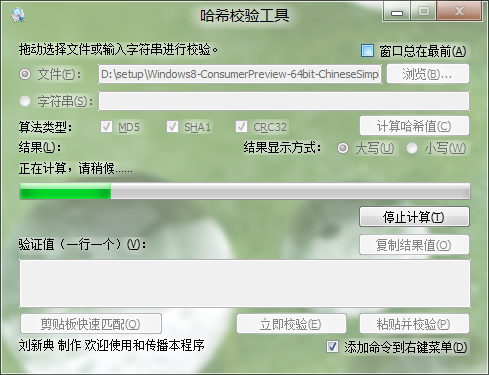 哈希校验工具
拖动选择文件或输入字符串进行校验。
窗口总在最前(A)
文件(F): D:\setup\Windows8-ConsumerPreview-64bit-ChineseSimp 浏览(B)...
字符串(S):
算法类型: MD5 SHA1 CRC32 计算哈希值(C)
结果(L): 结果显示方式: 大写(U) 小写(W)
正在计算，请稍候......
停止计算(T)
验证值（一行一个）(V): 复制结果值(O)
剪贴板快速匹配(Q) 立即校验(E) 粘贴并校验(P)
刘新典 制作 欢迎使用和传播本程序 添加命令到右键菜单(D)